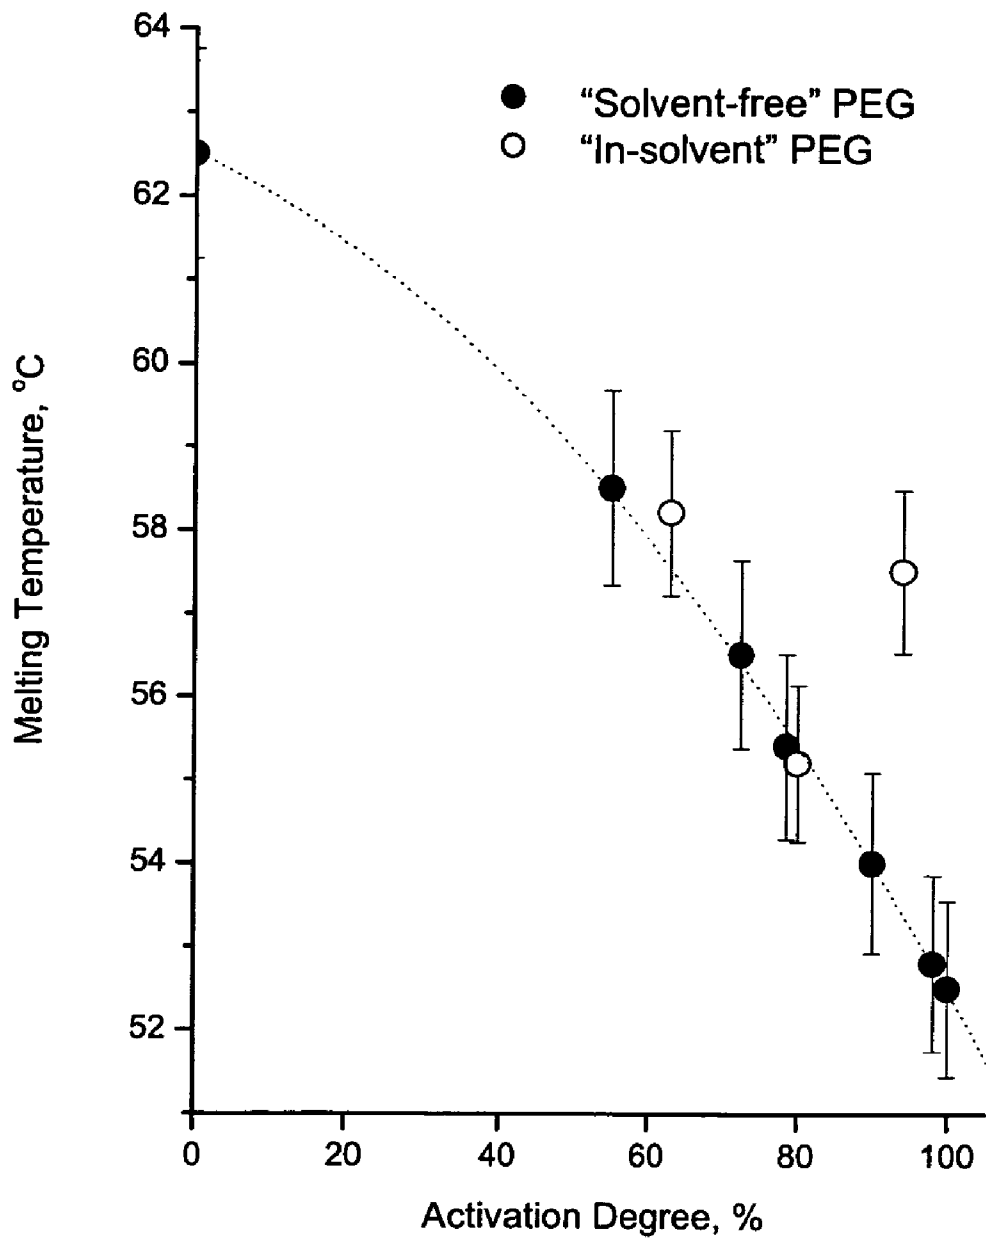 64
62
60
58
56
54
52
“Solvent-free” PEG
“In-solvent” PEG
Melting Temperature, °C
0 20 40 60 80 100
Activation Degree, %